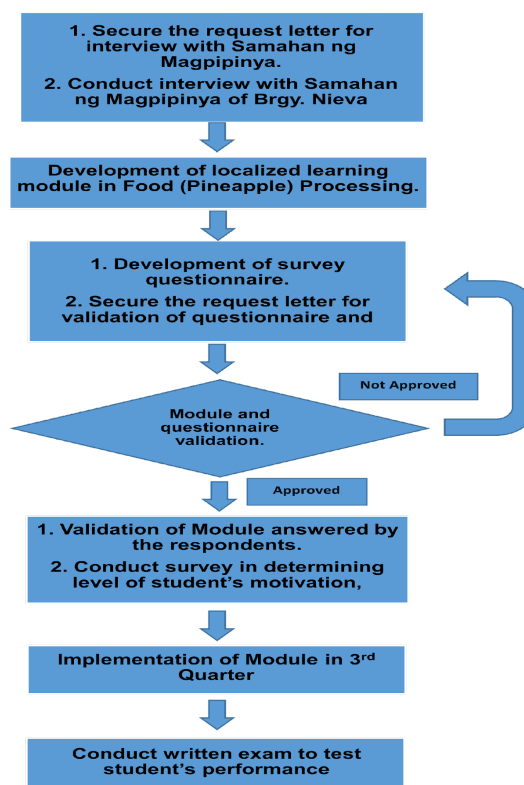 1. Secure the request letter for
interview with Samahan ng
Magpipinya.
2. Conduct interview with Samahan
ng Magpipinya of Brgy. Nieva
Development of localized learning
module in Food (Pineapple) Processing.
1. Development of survey
questionnaire.
2. Secure the request letter for
validation of questionnaire and
Not Approved
Module and
questionnaire
validation.
Approved
1. Validation of Module answered by
the respondents.
2. Conduct survey in determining
level of student’s motivation,
Implementation of Module in 3rd
Quarter
Conduct written exam to test
student’s performance